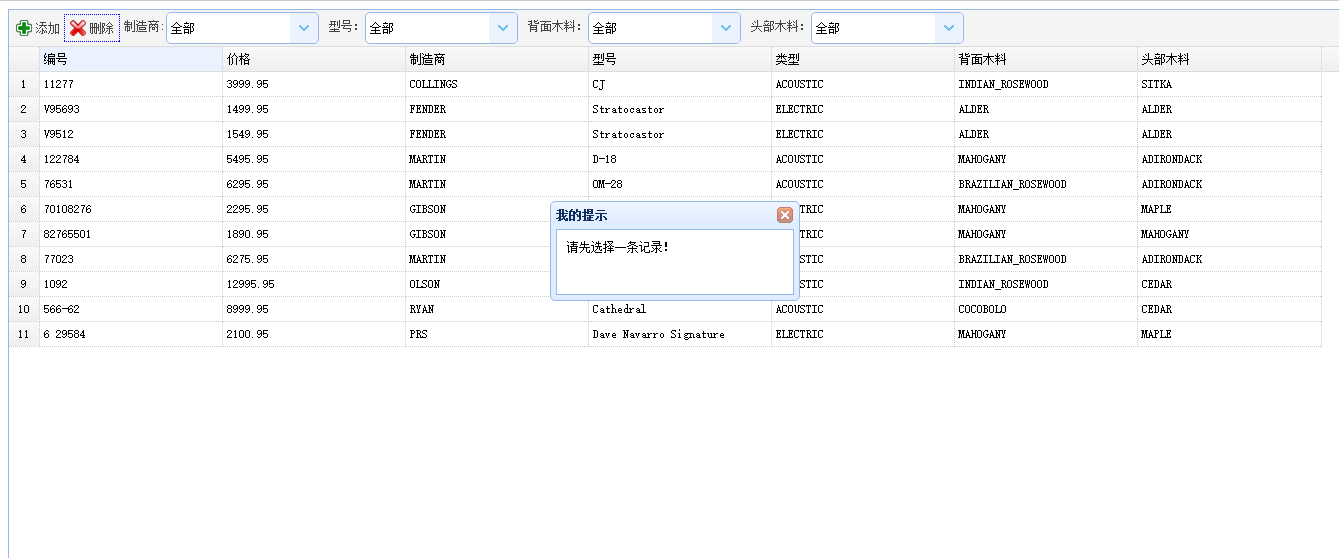 添加 删除 制造商: 全部 型号: 全部 背面木料: 全部 头部木料: 全部
编号 价格 制造商 型号 类型 背面木料 头部木料
1 11277 3999.95 COLLINGS CJ ACOUSTIC INDIAN_ROSEWOOD SITKA
2 V95693 1499.95 FENDER Stratocastor ELECTRIC ALDER ALDER
3 V9512 1549.95 FENDER Stratocastor ELECTRIC ALDER ALDER
4 122784 5495.95 MARTIN D-18 ACOUSTIC MAHOGANY ADIRONDACK
5 76531 6295.95 MARTIN OM-28 ACOUSTIC BRAZILIAN_ROSEWOOD ADIRONDACK
6 70108276 2295.95 GIBSON TRIC MAHOGANY MAPLE
7 82765501 1890.95 GIBSON TRIC MAHOGANY MAHOGANY
8 77023 6275.95 MARTIN STIC BRAZILIAN_ROSEWOOD ADIRONDACK
9 1092 12995.95 OLSON STIC INDIAN_ROSEWOOD CEDAR
10 566-62 8999.95 RYAN Cathedral ACOUSTIC COCOBOLO CEDAR
11 6 29584 2100.95 PRS Dave Navarro Signature ELECTRIC MAHOGANY MAPLE
我的提示
请先选择一条记录!